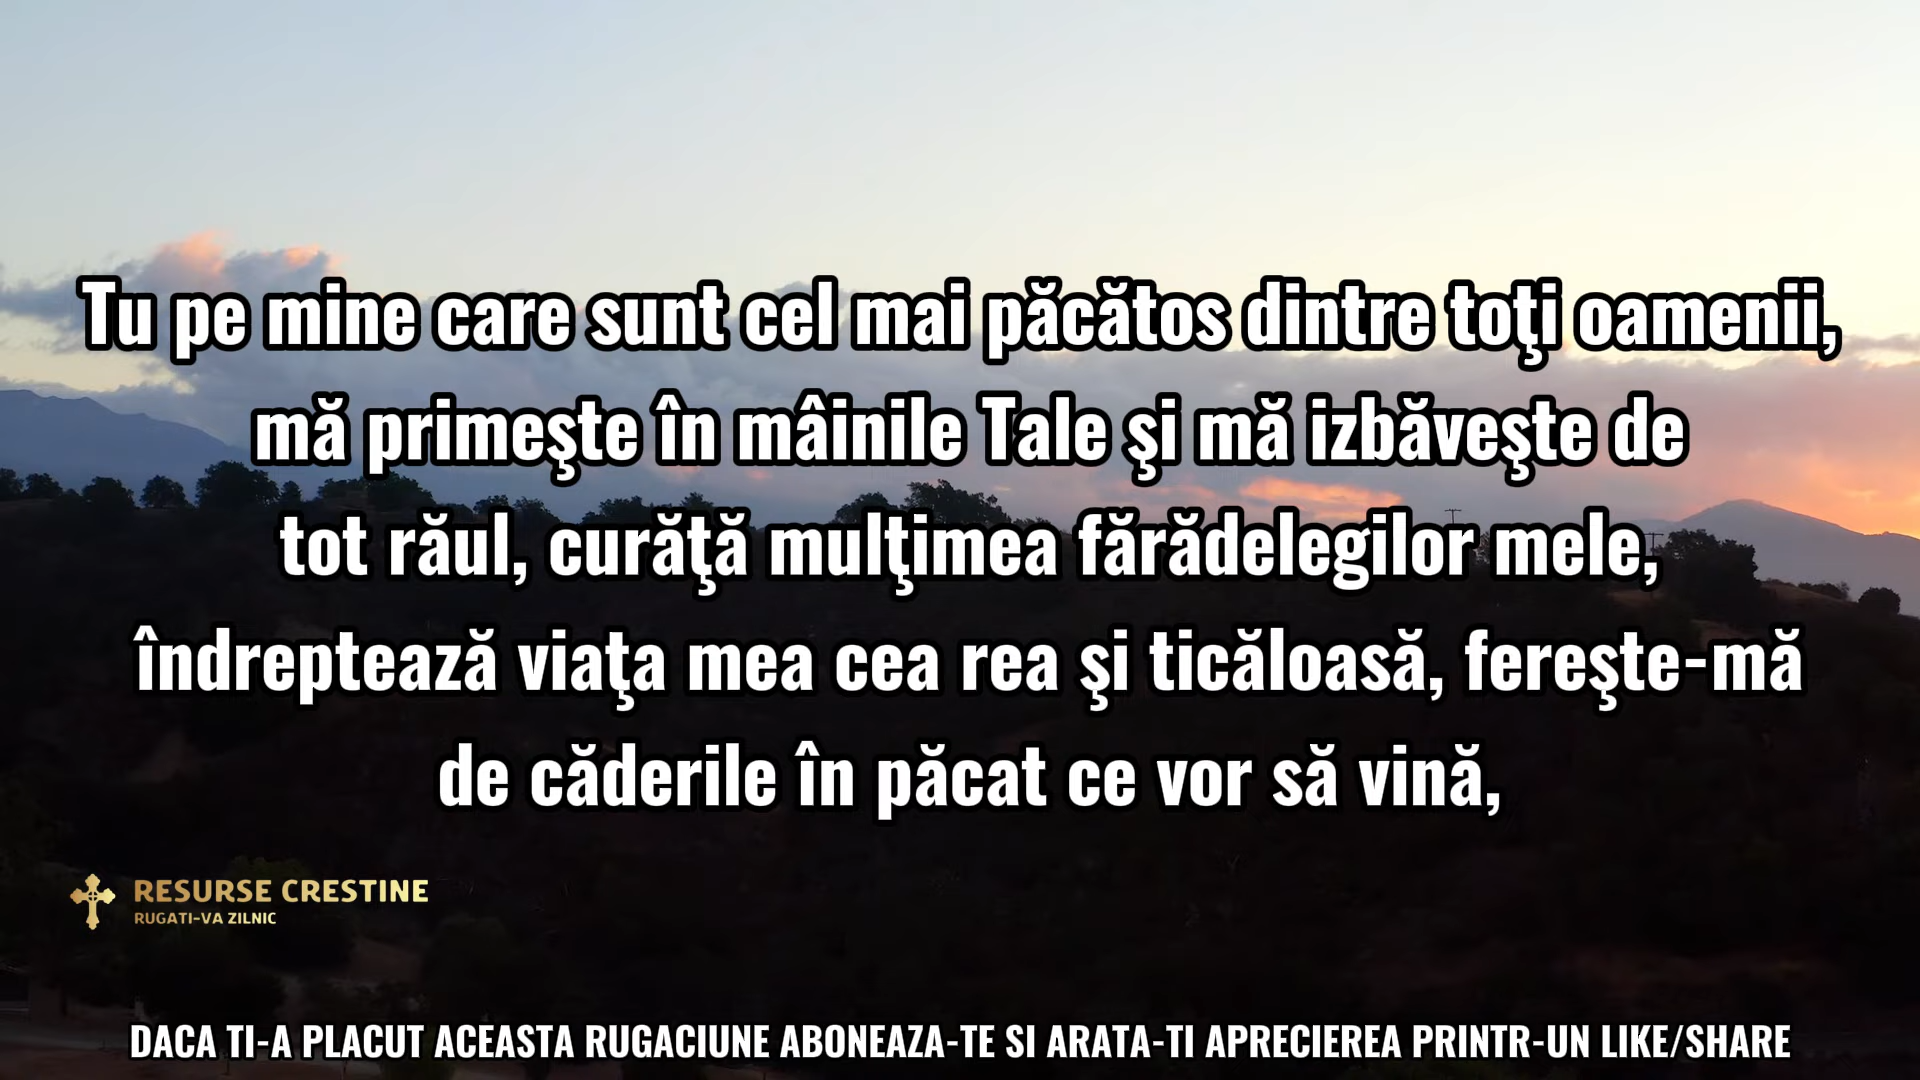 Tu pe mine care sunt cel mai păcătos dintre toţi oamenii,
mă primeşte în mâinile Tale şi mă izbăveşte de
tot răul, curăţă mulţimea fărădelegilor mele,
îndreptează viaţa mea cea rea şi ticăloasă, fereşte-mă
de căderile în păcat ce vor să vină,
RESURSE CRESTINE
RUGATI-VA ZILNIC
DACA TI-A PLACUT ACEASTA RUGACIUNE ABONEAZA-TE SI ARATA-TI APRECIEREA PRINTR-UN LIKE/SHARE